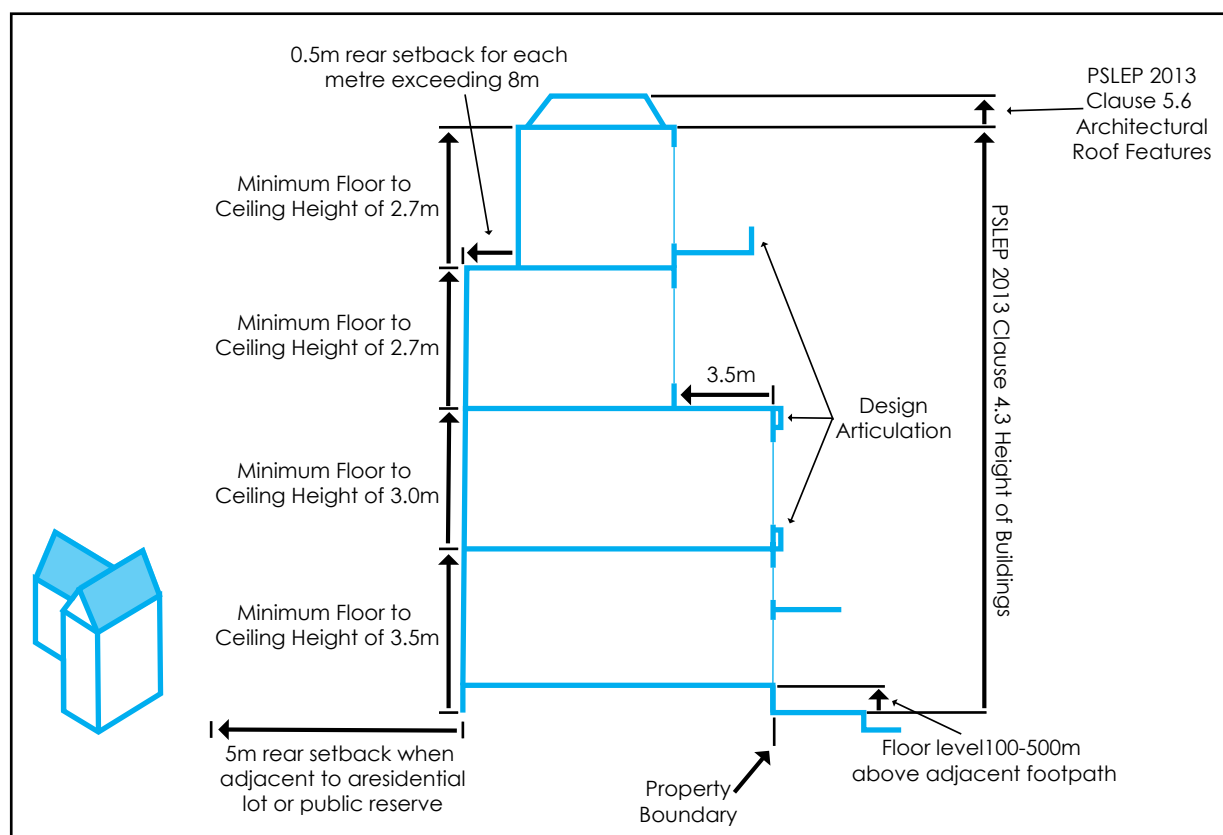 0.5m rear setback for each
metre exceeding 8m
PSLEP 2013
Clause 5.6
Architectural
Roof Features
Minimum Floor to
Ceiling Height of 2.7m
PSLEP 2013 Clause 4.3 Height of Buildings
Minimum Floor to
Ceiling Height of 2.7m
3.5m
Design
Articulation
Minimum Floor to
Ceiling Height of 3.0m
Minimum Floor to
Ceiling Height of 3.5m
5m rear setback when
adjacent to aresidential
lot or public reserve
Property
Boundary
Floor level100-500m
above adjacent footpath